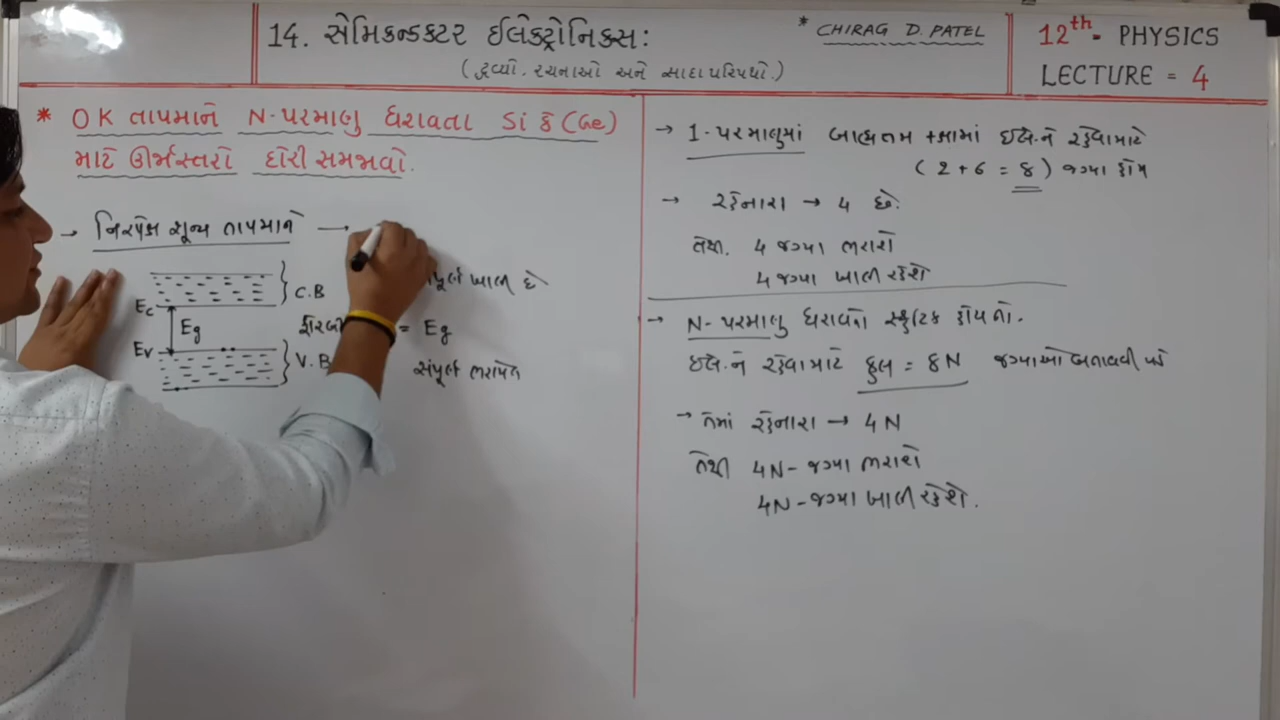 14. સેમિકન્ડક્ટર ઈલેક્ટ્રોનિક્સ:
(દ્રવ્યો, રચનાઓ અને સાદા પરિપથો.)
* CHIRAG D. PATEL
12th - PHYSICS
LECTURE = 4
* 0K તાપમાને N-પરમાણુ ધરાવતા Si કે (Ge)
માટે ઊર્જાસ્તરો દોરી સમજાવો.
→ નિરપેક્ષ શૂન્ય તાપમાને →
C.B ખાલી છે
Ec
Eg = Eg
Ev
V.B સંપૂર્ણ ભરાયેલ
→ 1-પરમાણુમાં બાહ્યતમ કક્ષામાં ઇલે.ને રહેવા માટે
(2+6 = 8) જગ્યા હોય
→ રહેનારા → 4 છે.
તેથી. 4 જગ્યા ભરાશે
4 જગ્યા ખાલી રહેશે
→ N-પરમાણુ ધરાવતો સ્ફટિક હોય તો.
ઇલે.ને રહેવા માટે કુલ = 8N જગ્યાઓ બતાવવી પડે
→ તેમાં રહેનારા → 4N
તેથી 4N-જગ્યા ભરાશે
4N-જગ્યા ખાલી રહેશે.